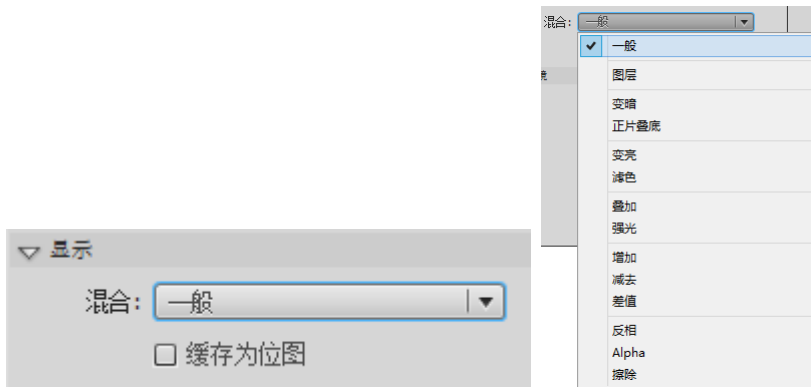 显示
混合: 一般
缓存为位图
混合: 一般
一般
图层
变暗
正片叠底
变亮
滤色
叠加
强光
增加
减去
差值
反相
Alpha
擦除